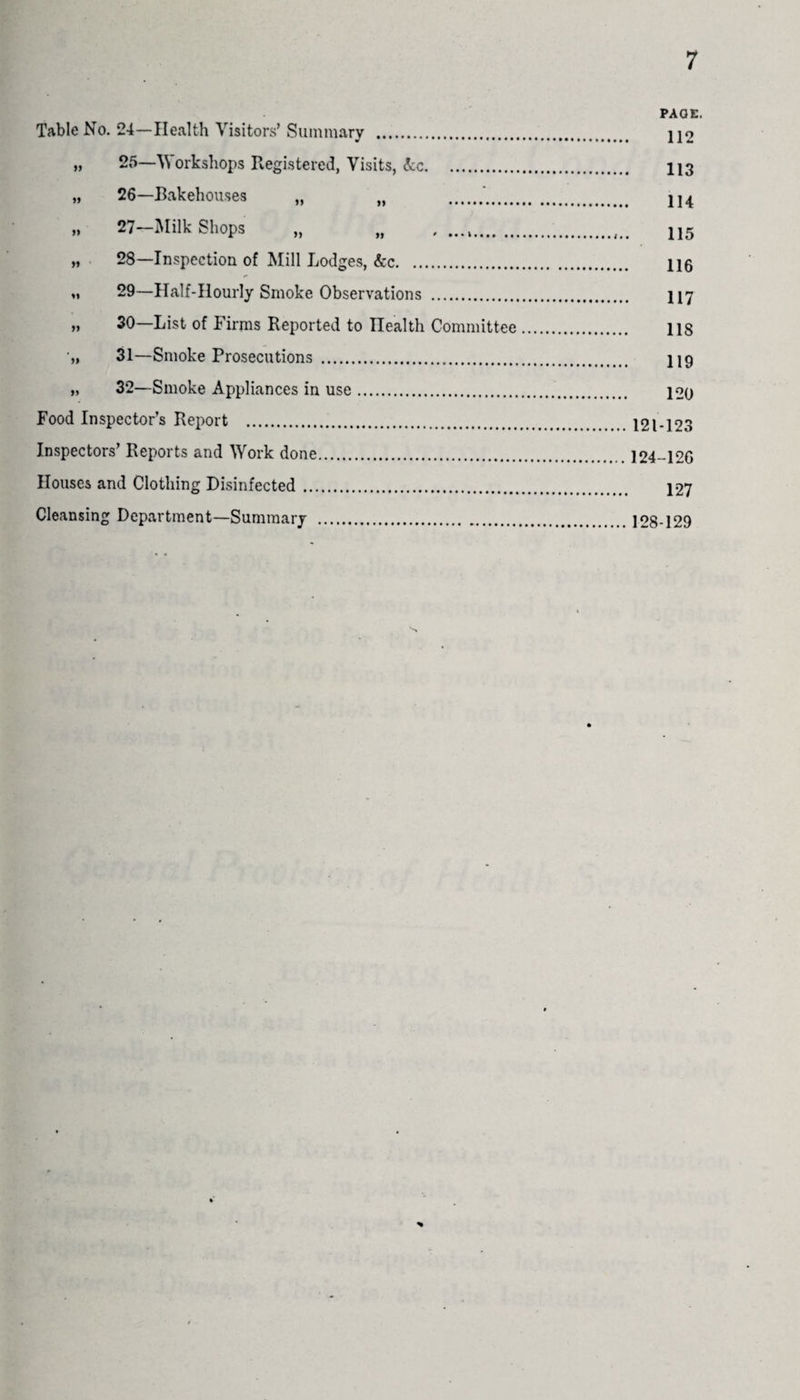 7
PAGE.
Table No. 24—Health Visitors’ Summary ........ 112
„ 25—Workshops Registered, Visits, &c. ........ 113
„ 26—Bakehouses „ „ ........ 114
„ 27—Milk Shops „ „ ........ 115
„ 28—Inspection of Mill Lodges, &c. ........ 116
„ 29—Half-Hourly Smoke Observations ........ 117
„ 30—List of Firms Reported to Health Committee ........ 118
„ 31—Smoke Prosecutions ........ 119
„ 32—Smoke Appliances in use ........ 120
Food Inspector’s Report ........ 121-123
Inspectors’ Reports and Work done ........ 124-126
Houses and Clothing Disinfected ........ 127
Cleansing Department—Summary ........ 128-129